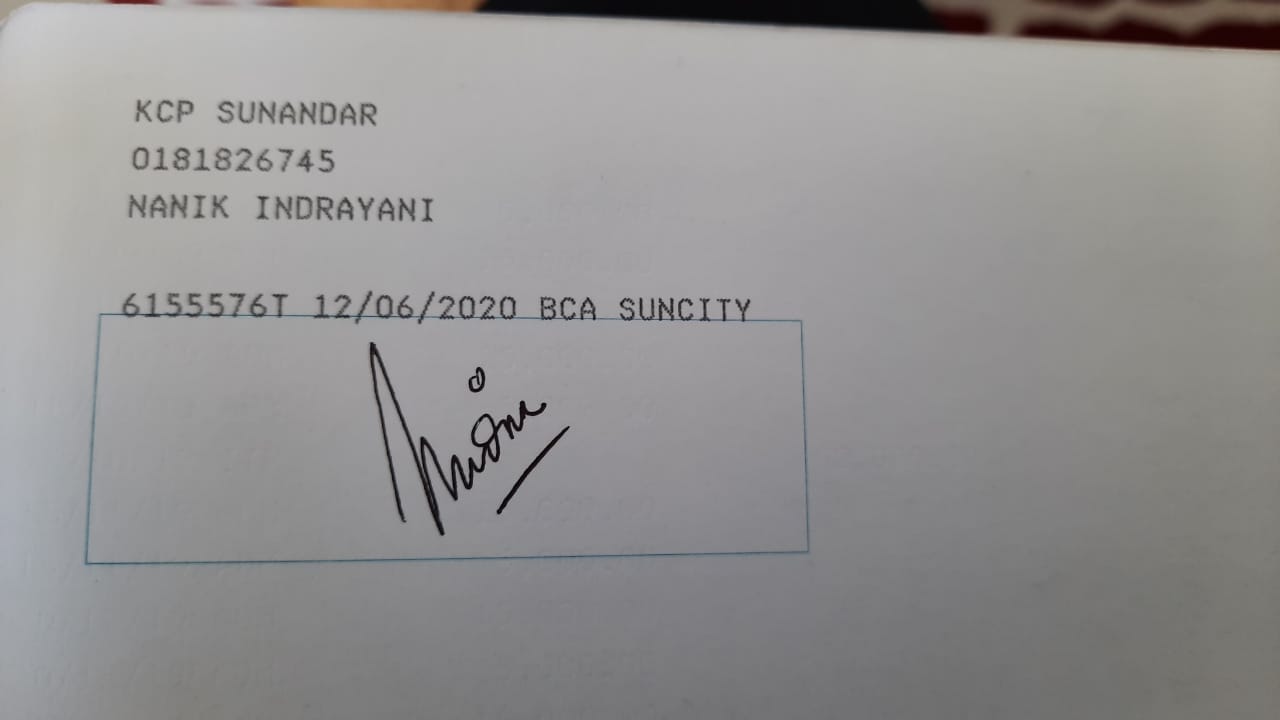 KCP SUNANDAR
0181826745
NANIK INDRAYANI
6155576T 12/06/2020 BCA SUNCITY